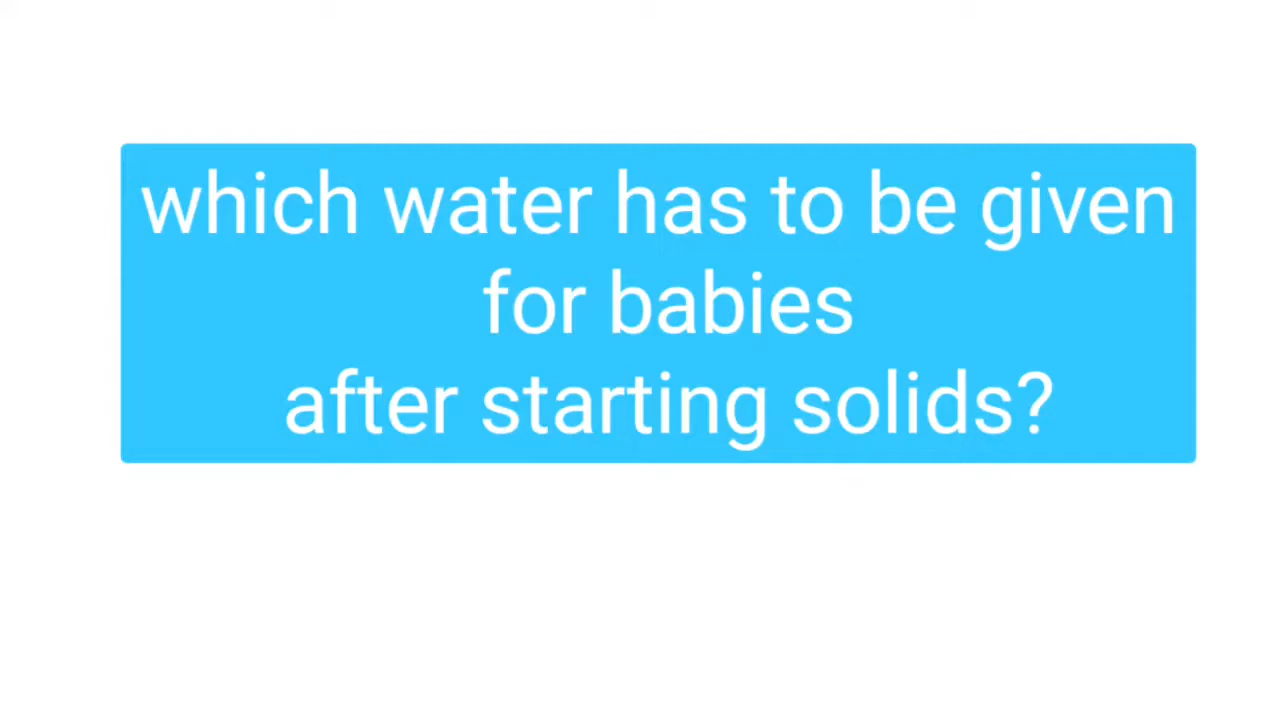 which water has to be given
for babies
after starting solids?